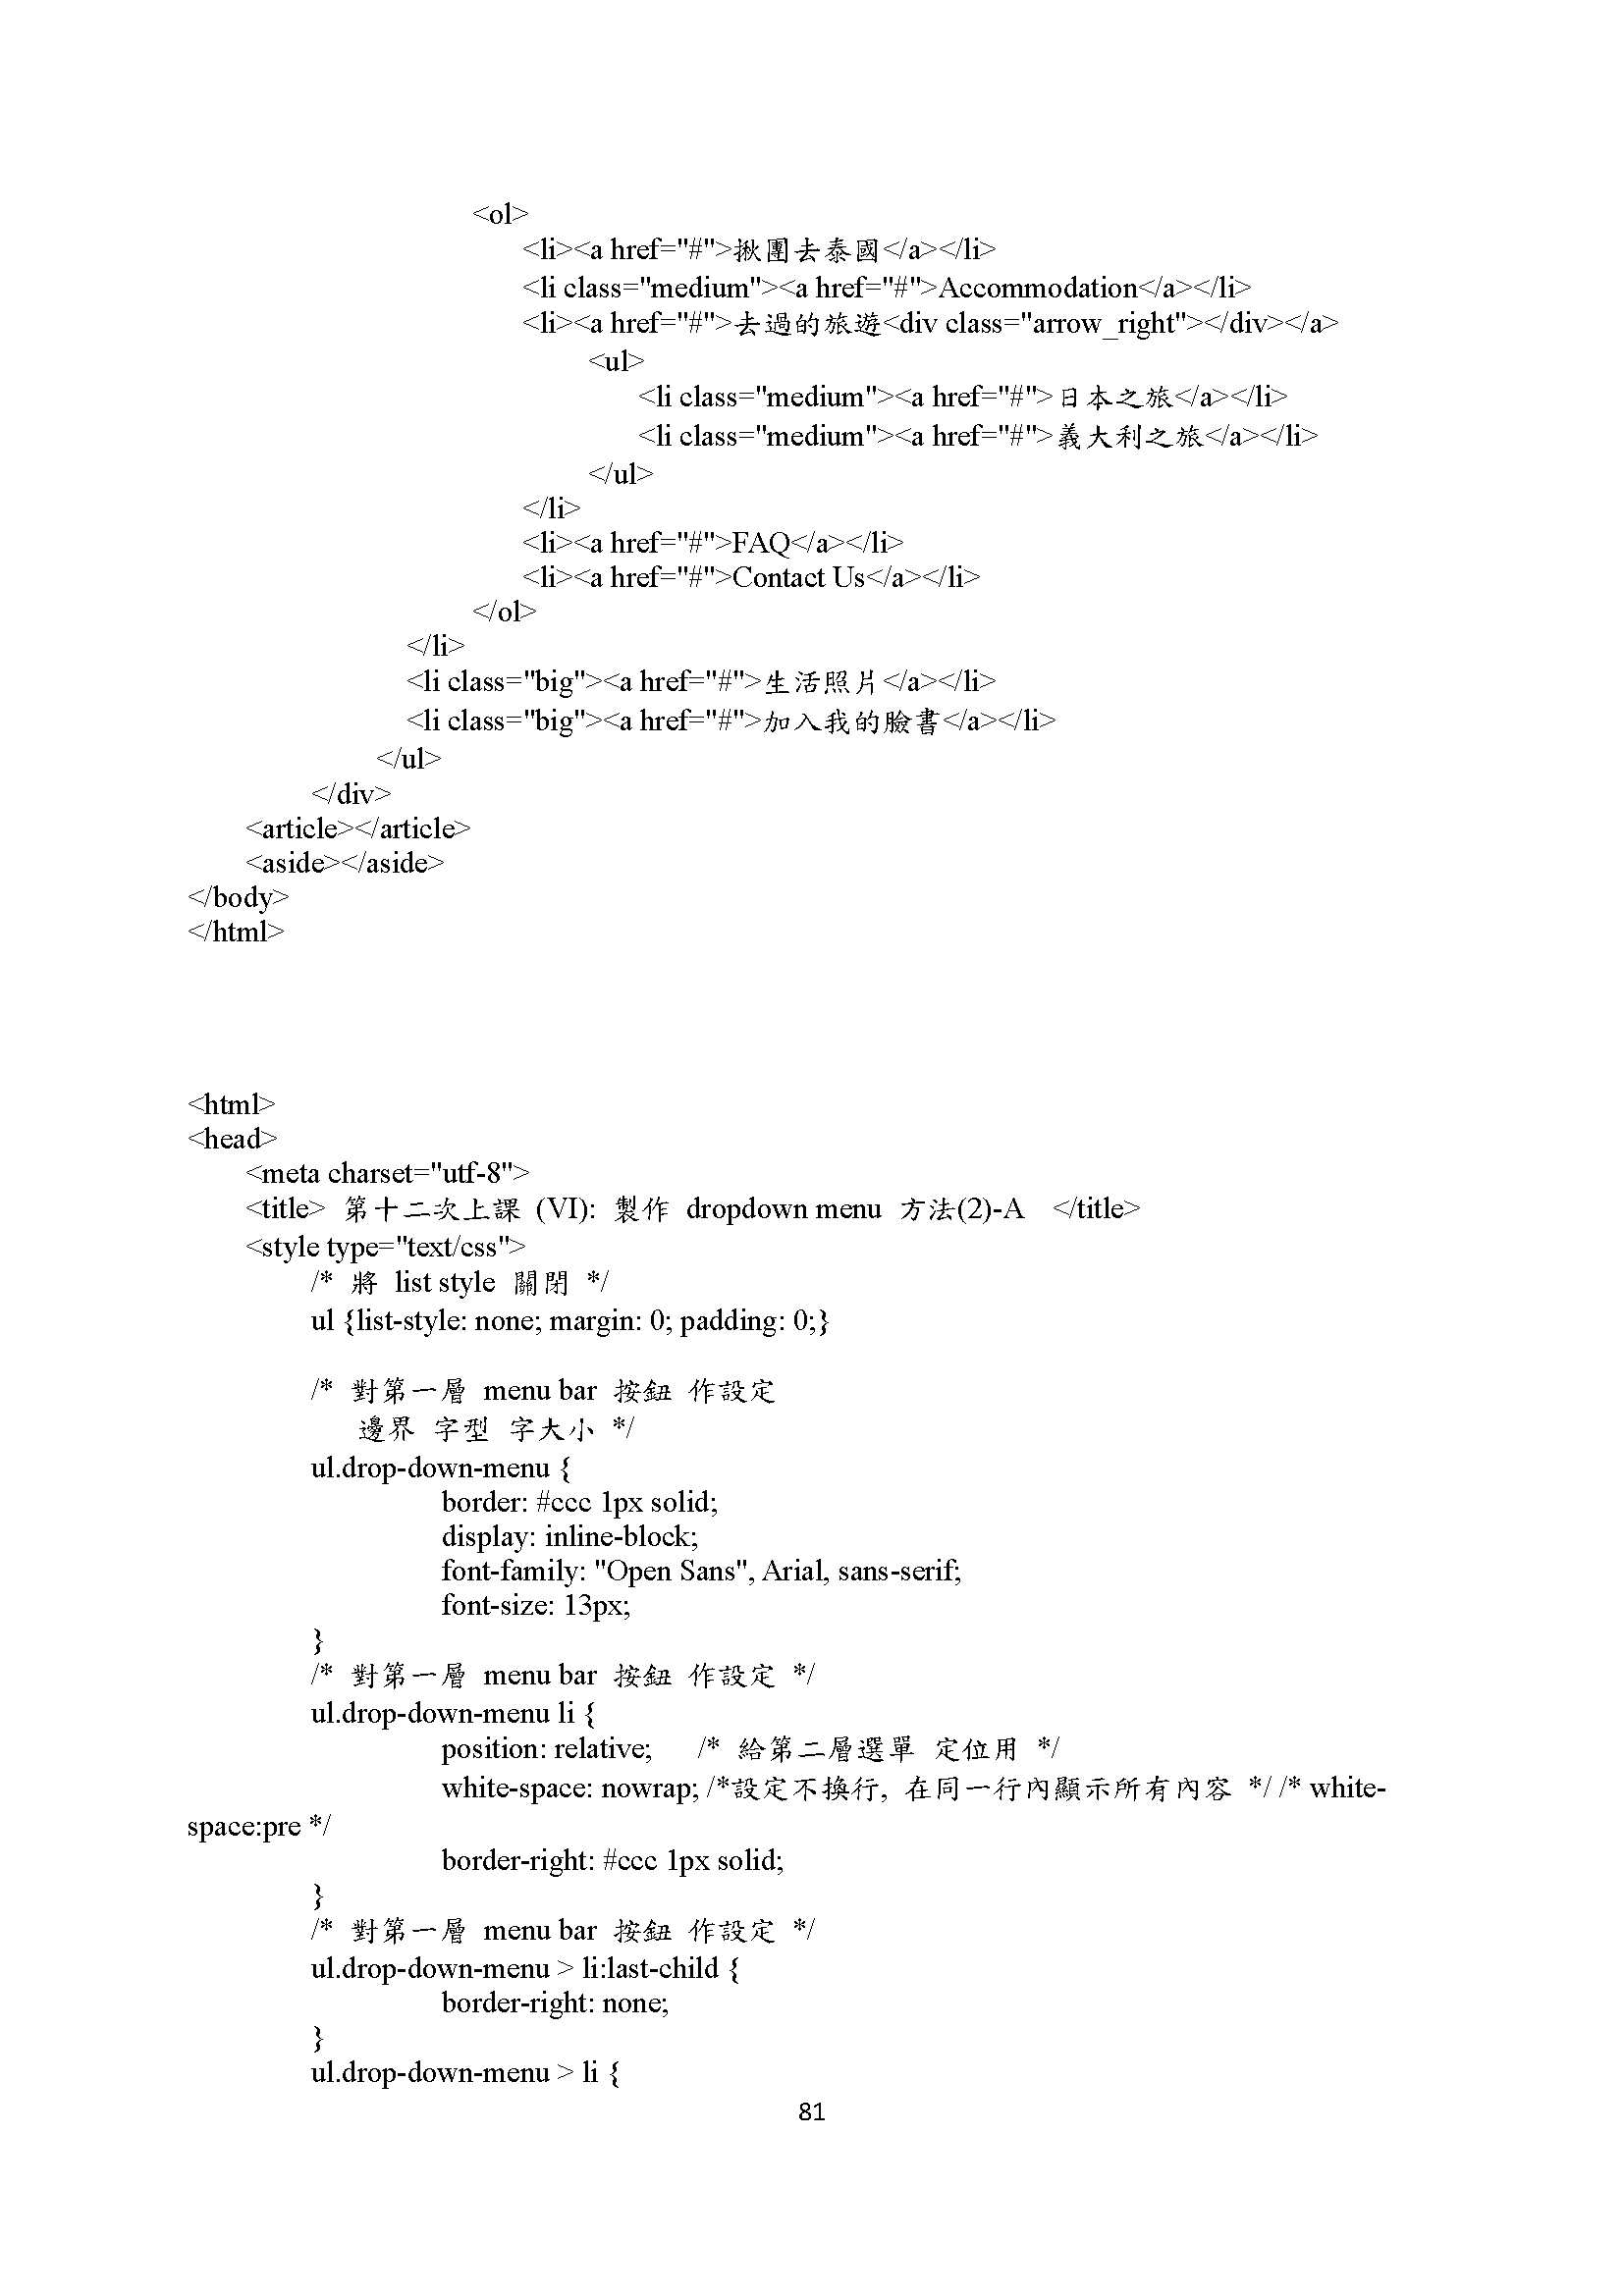 <ol>
<li><a href="#">揪團去泰國</a></li>
<li class="medium"><a href="#">Accommodation</a></li>
<li><a href="#">去過的旅遊<div class="arrow_right"></div></a>
<ul>
<li class="medium"><a href="#">日本之旅</a></li>
<li class="medium"><a href="#">義大利之旅</a></li>
</ul>
</li>
<li><a href="#">FAQ</a></li>
<li><a href="#">Contact Us</a></li>
</ol>
</li>
<li class="big"><a href="#">生活照片</a></li>
<li class="big"><a href="#">加入我的臉書</a></li>
</ul>
</div>
<article></article>
<aside></aside>
</body>
</html>
<html>
<head>
<meta charset="utf-8">
<title> 第十二次上課 (VI): 製作 dropdown menu 方法(2)-A </title>
<style type="text/css">
/* 將 list style 關閉 */
ul {list-style: none; margin: 0; padding: 0;}
/* 對第一層 menu bar 按鈕 作設定
邊界 字型 字大小 */
ul.drop-down-menu {
border: #ccc 1px solid;
display: inline-block;
font-family: "Open Sans", Arial, sans-serif;
font-size: 13px;
}
/* 對第一層 menu bar 按鈕 作設定 */
ul.drop-down-menu li {
position: relative; /* 給第二層選單 定位用 */
white-space: nowrap; /*設定不換行, 在同一行內顯示所有內容 */ /* white-
space:pre */
border-right: #ccc 1px solid;
}
/* 對第一層 menu bar 按鈕 作設定 */
ul.drop-down-menu > li:last-child {
border-right: none;
}
ul.drop-down-menu > li {
81